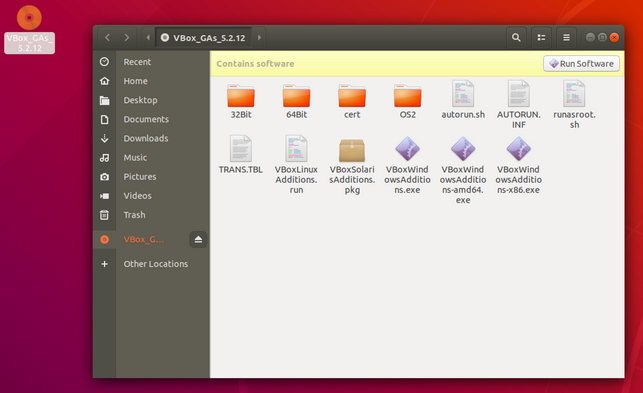 VBox_GAs_
5.2.12
VBox_GAs_5.2.12
Recent
Home
Desktop
Documents
Downloads
Music
Pictures
Videos
Trash
VBox_G...
Other Locations
Contains software
Run Software
32Bit
64Bit
cert
OS2
autorun.sh
AUTORUN.
INF
runasroot.
sh
TRANS.TBL
VBoxLinux
Additions.
run
VBoxSolari
sAdditions.
pkg
VBoxWind
owsAdditio
ns.exe
VBoxWind
owsAdditio
ns-amd64.
exe
VBoxWind
owsAdditio
ns-x86.exe